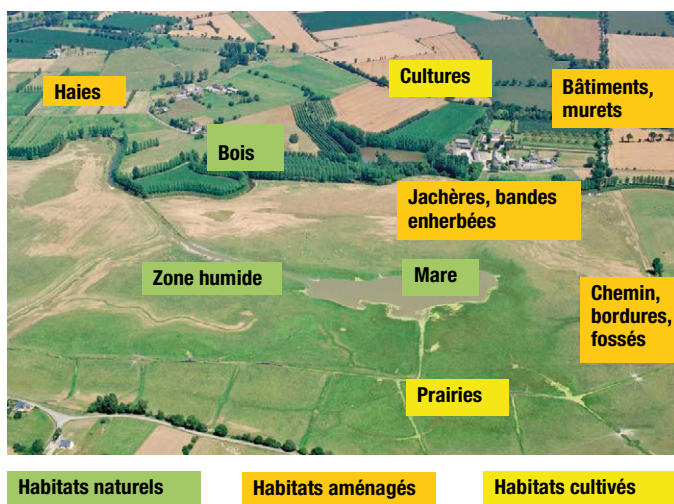 Cultures
Haies
Bâtiments,
murets
Bois
Jachères, bandes
enherbées
Zone humide
Mare
Chemin,
bordures,
fossés
Prairies
Habitats naturels
Habitats aménagés
Habitats cultivés